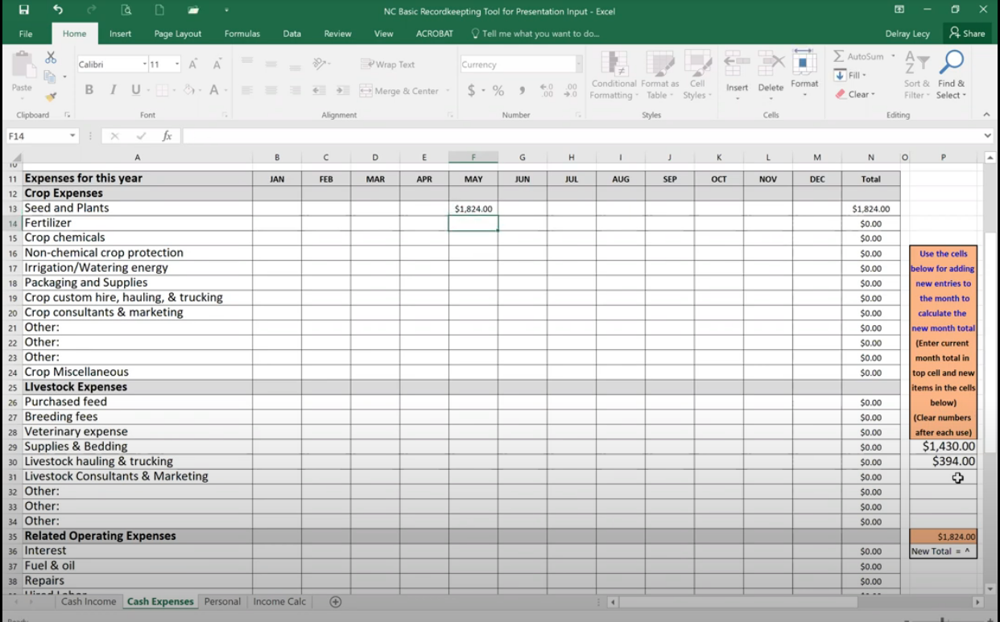 NC Basic Recordkepting Tool for Presentation Input - Excel
File Home Insert Page Layout Formulas Data Review View ACROBAT Tell me what you want to do... Delray Lecy Share
Paste
Calibri 11
B I U A
Wrap Text
Merge & Center
Currency
$ % ,
Conditional Formatting
Format as Table
Cell Styles
Insert Delete Format
AutoSum
Fill
Clear
Sort & Filter
Find & Select
Clipboard Font Alignment Number Styles Cells Editing
F14 fx
A B C D E F G H I J K L M N O P
11 Expenses for this year JAN FEB MAR APR MAY JUN JUL AUG SEP OCT NOV DEC Total
12 Crop Expenses
13 Seed and Plants $1,824.00 $1,824.00
14 Fertilizer $0.00
15 Crop chemicals $0.00
16 Non-chemical crop protection $0.00 Use the cells
17 Irrigation/Watering energy $0.00 below for adding
18 Packaging and Supplies $0.00 new entries to
19 Crop custom hire, hauling, & trucking $0.00 the month to
20 Crop consultants & marketing $0.00 calculate the
21 Other: $0.00 new month total
22 Other: $0.00 (Enter current
23 Other: $0.00 month total in
24 Crop Miscellaneous $0.00 top cell and new
25 LIvestock Expenses items in the cells
26 Purchased feed $0.00 below)
27 Breeding fees $0.00 (Clear numbers
28 Veterinary expense $0.00 after each use)
29 Supplies & Bedding $0.00 $1,430.00
30 Livestock hauling & trucking $0.00 $394.00
31 Livestock Consultants & Marketing $0.00
32 Other: $0.00
33 Other: $0.00
34 Other: $0.00
35 Related Operating Expenses $1,824.00
36 Interest $0.00 New Total = ^
37 Fuel & oil $0.00
38 Repairs $0.00
Cash Income Cash Expenses Personal Income Calc